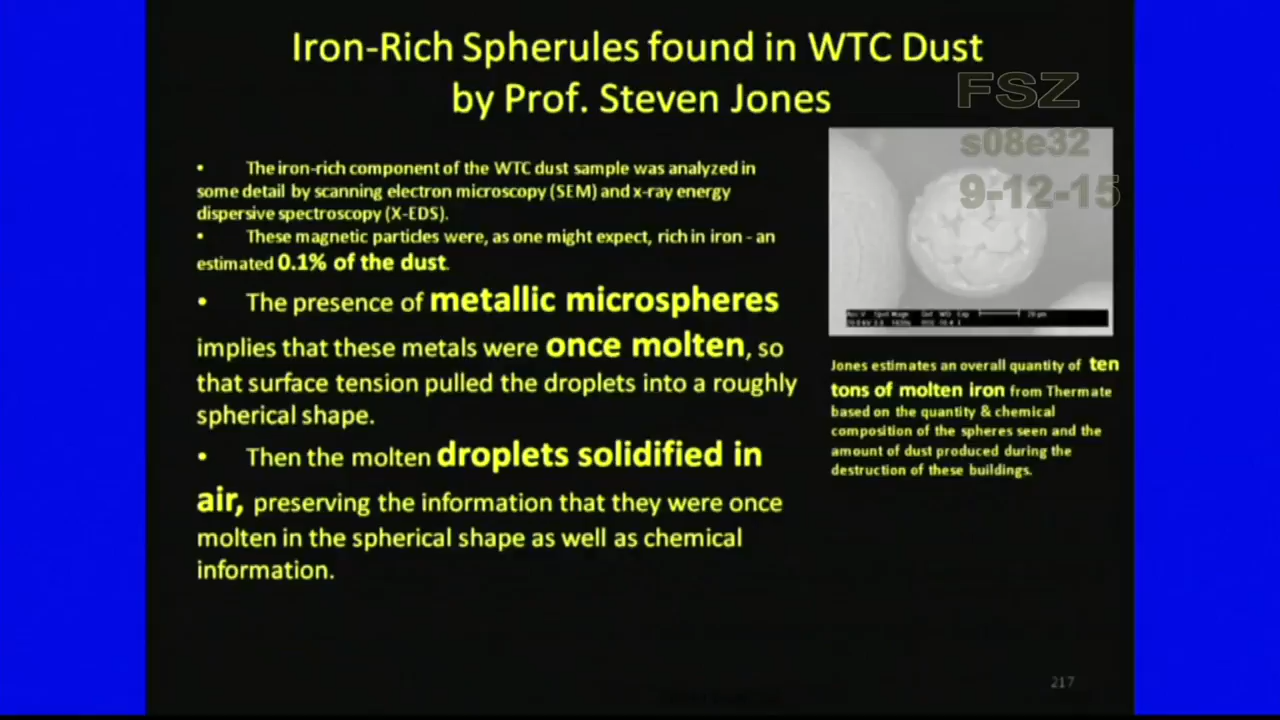 Iron-Rich Spherules found in WTC Dust
by Prof. Steven Jones
FSZ
s08e32
9-12-15
• The iron-rich component of the WTC dust sample was analyzed in
some detail by scanning electron microscopy (SEM) and x-ray energy
dispersive spectroscopy (X-EDS).
• These magnetic particles were, as one might expect, rich in iron - an
estimated 0.1% of the dust.
• The presence of metallic microspheres
implies that these metals were once molten, so
that surface tension pulled the droplets into a roughly
spherical shape.
• Then the molten droplets solidified in
air, preserving the information that they were once
molten in the spherical shape as well as chemical
information.
Jones estimates an overall quantity of ten
tons of molten iron from Thermate
based on the quantity & chemical
composition of the spheres seen and the
amount of dust produced during the
destruction of these buildings.
217